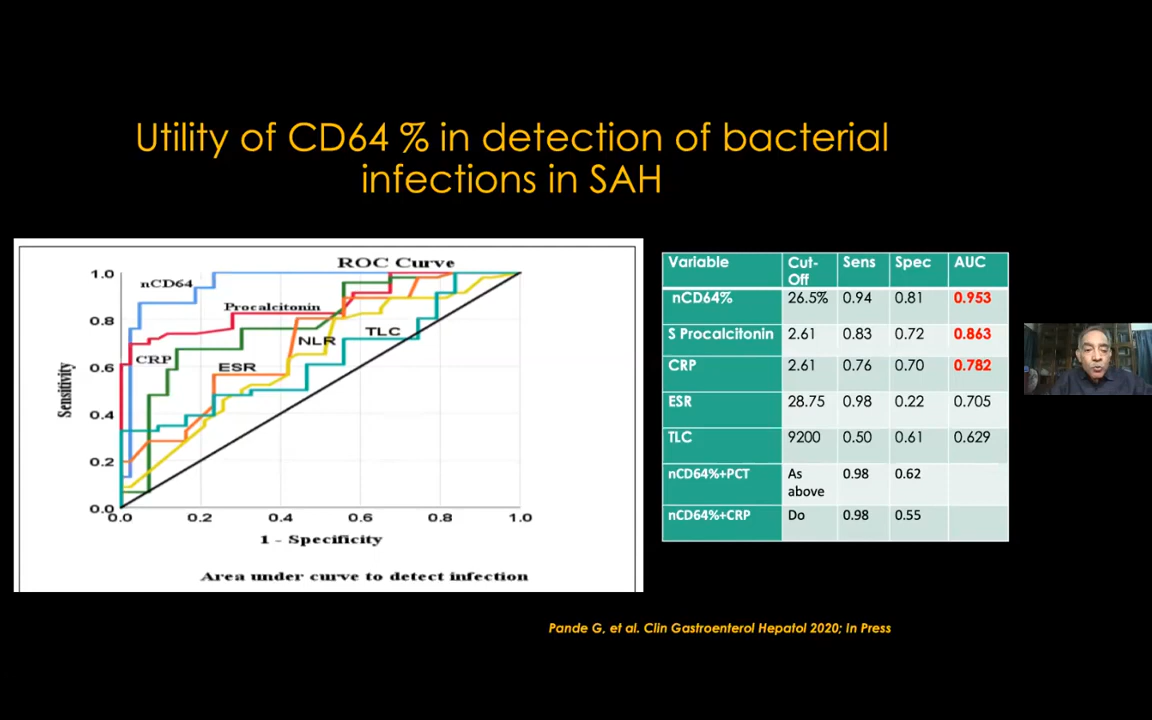 Utility of CD64 % in detection of bacterial
infections in SAH
ROC Curve
1.0
0.8
0.6
0.4
0.2
0.0
Sensitivity
nCD64
Procalcitonin
CRP
ESR
NLR
TLC
0.0 0.2 0.4 0.6 0.8 1.0
1 - Specificity
Area under curve to detect infection
Variable Cut-Off Sens Spec AUC
nCD64% 26.5% 0.94 0.81 0.953
S Procalcitonin 2.61 0.83 0.72 0.863
CRP 2.61 0.76 0.70 0.782
ESR 28.75 0.98 0.22 0.705
TLC 9200 0.50 0.61 0.629
nCD64%+PCT As above 0.98 0.62
nCD64%+CRP Do 0.98 0.55
Pande G, et al. Clin Gastroenterol Hepatol 2020; In Press